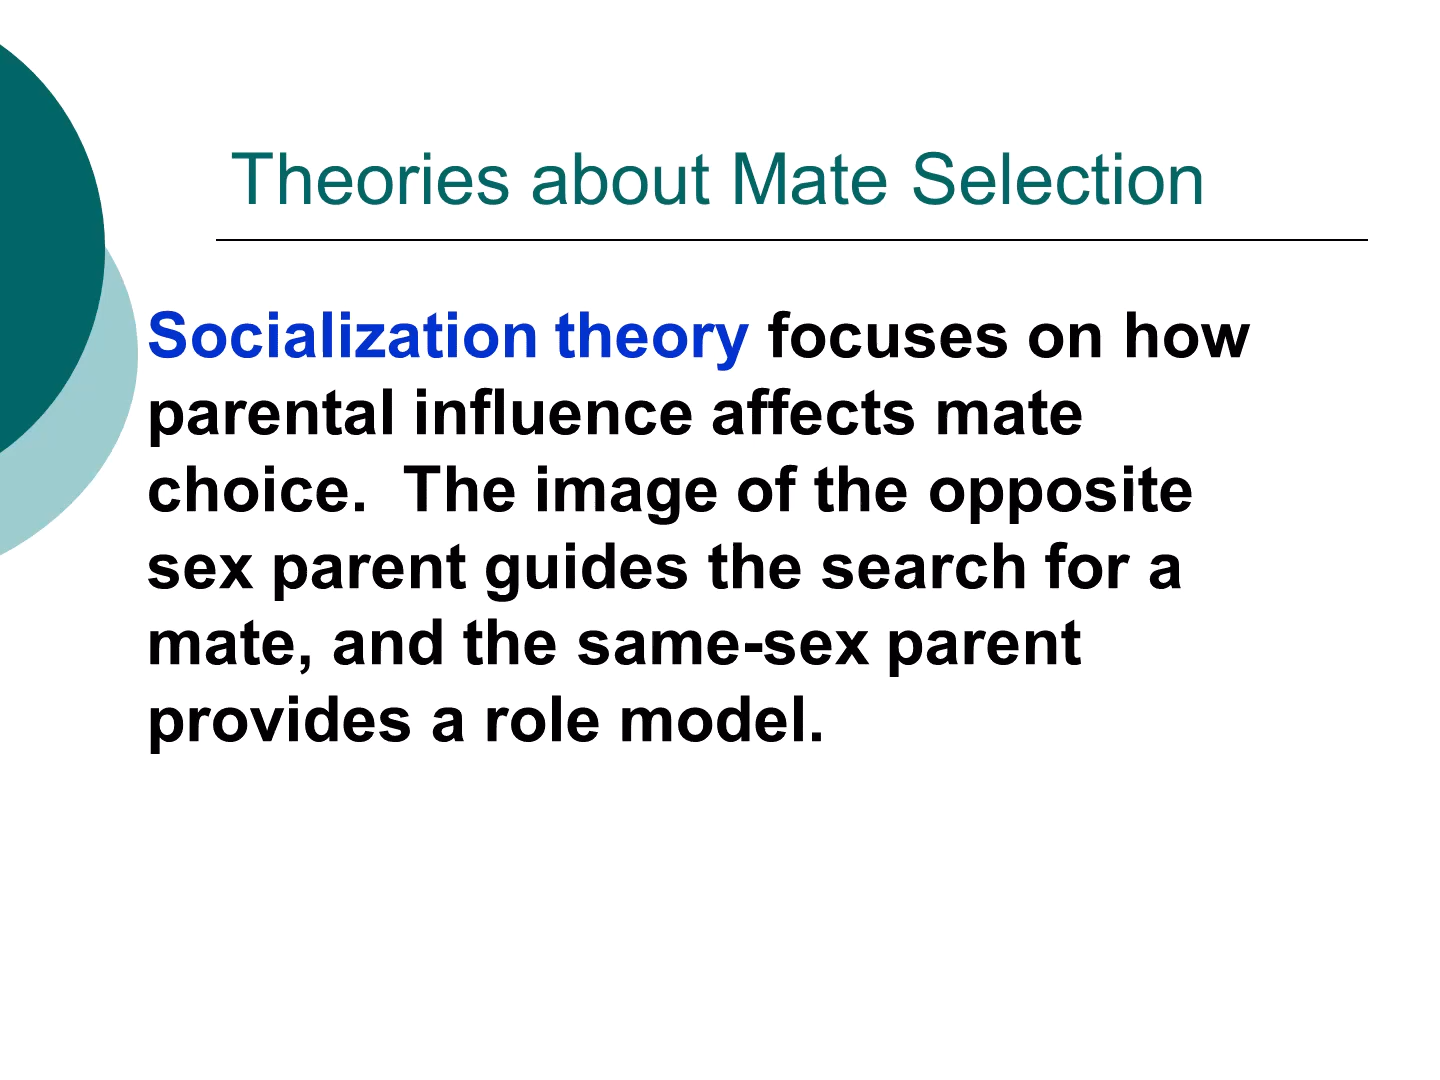 Theories about Mate Selection
Socialization theory focuses on how
parental influence affects mate
choice.  The image of the opposite
sex parent guides the search for a
mate, and the same-sex parent
provides a role model.